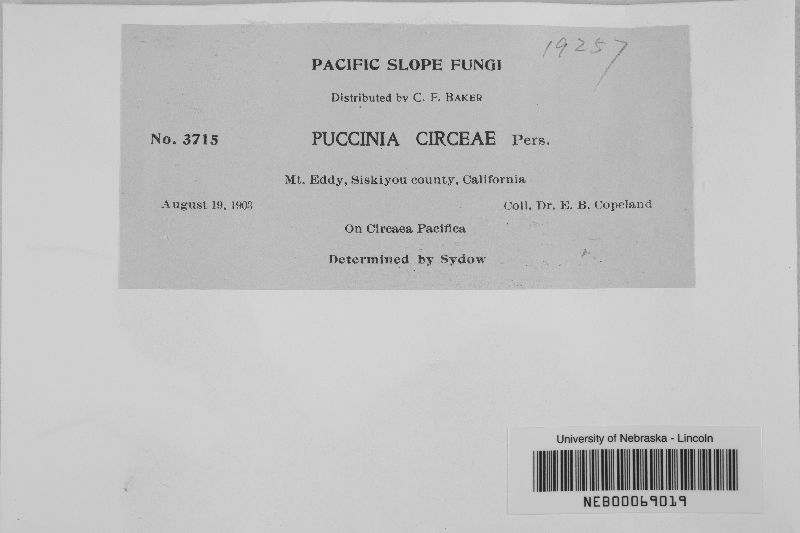 19257
PACIFIC SLOPE FUNGI
Distributed by C. F. BAKER
No. 3715 PUCCINIA CIRCEAE Pers.
Mt. Eddy, Siskiyou county, California
August 19, 1903 Coll. Dr. E. B. Copeland
On Circaea Pacifica
Determined by Sydow
University of Nebraska - Lincoln
NEB00069019